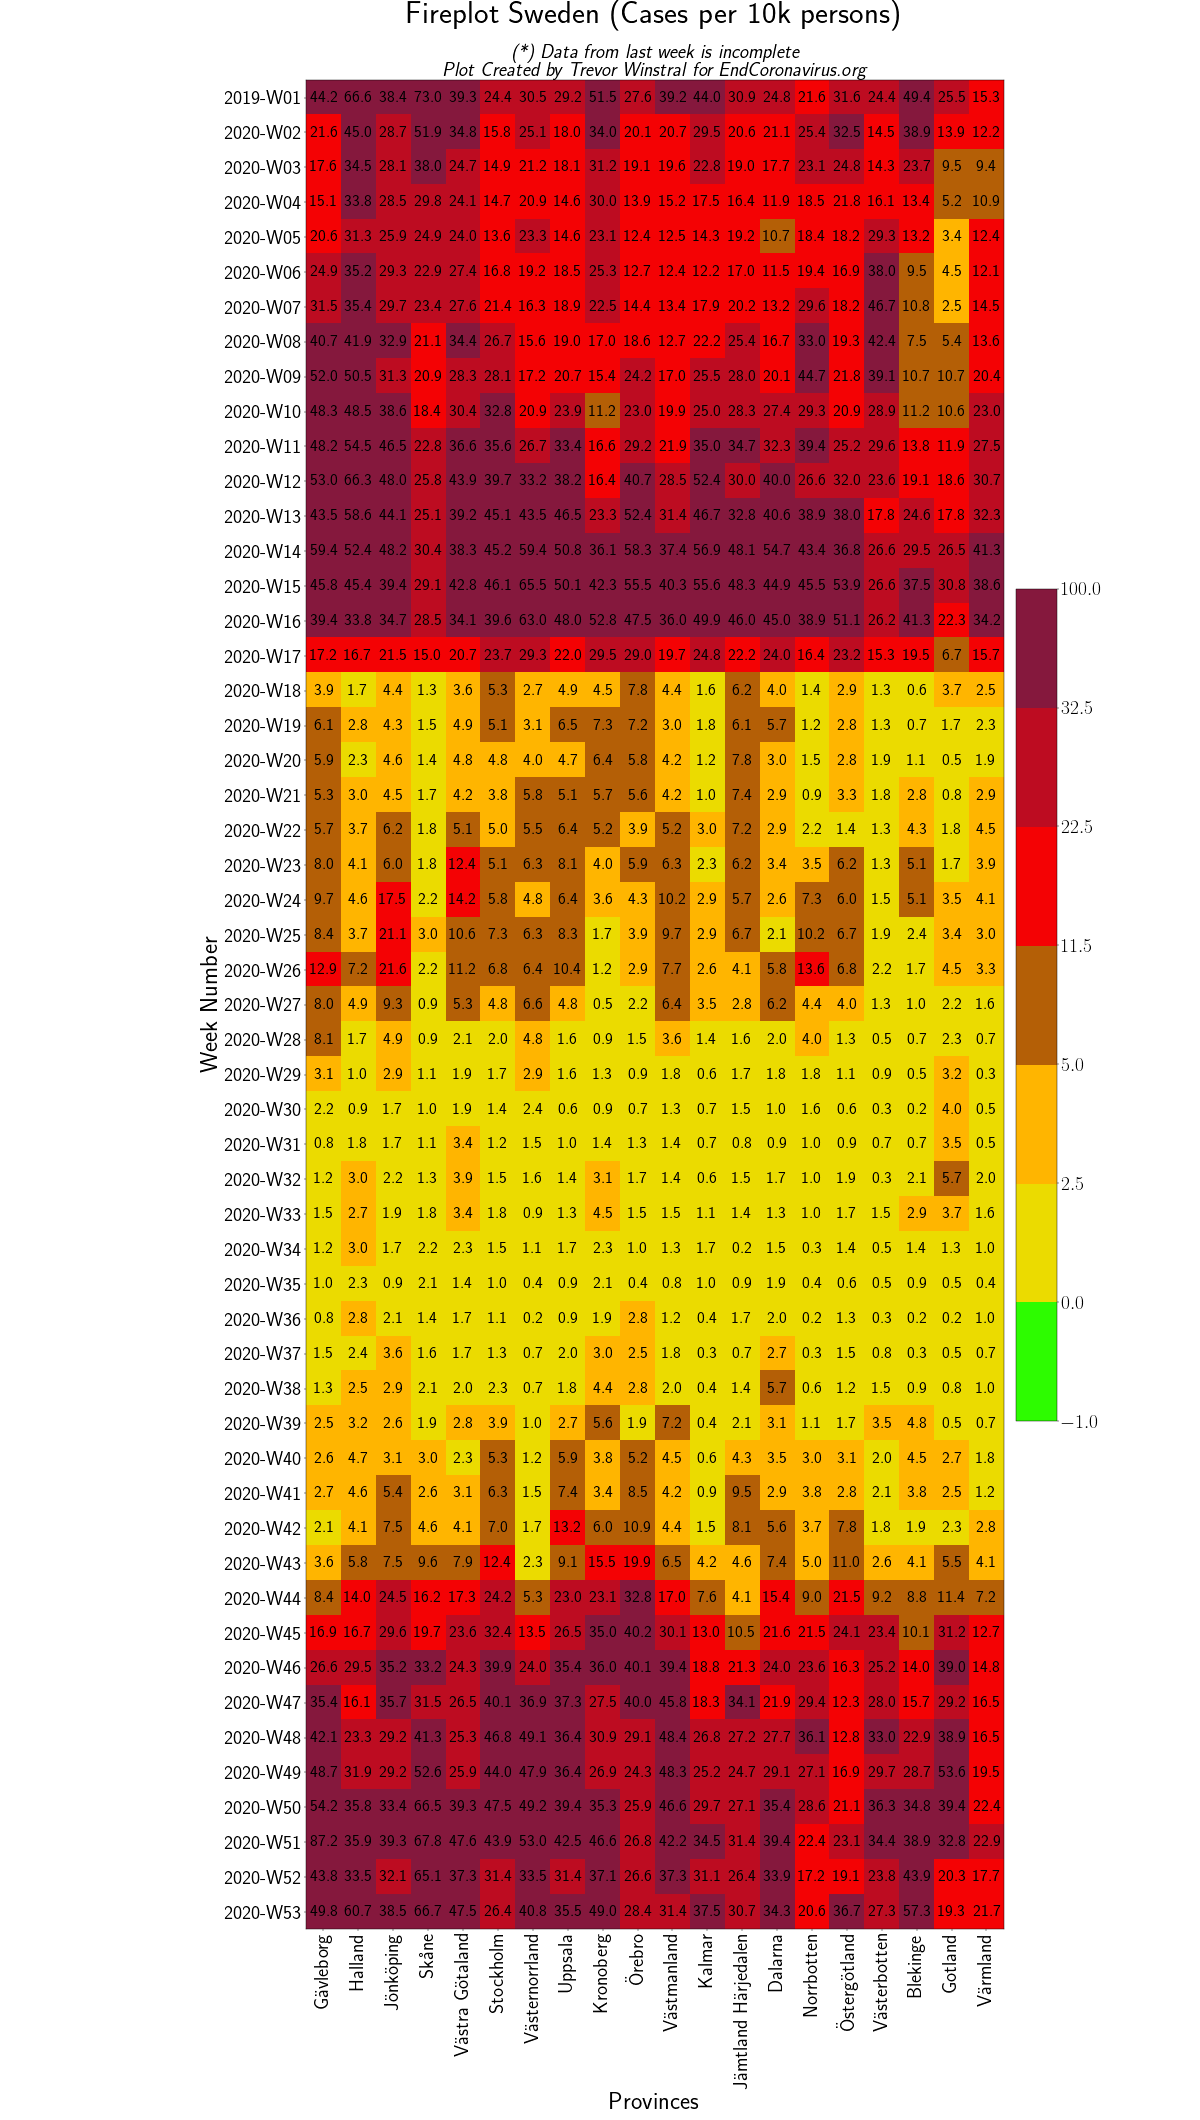 Fireplot Sweden (Cases per 10k persons)
(*) Data from last week is incomplete
Plot Created by Trevor Winstral for EndCoronavirus.org
2019-W01 44.2 66.6 38.4 73.0 39.3 24.4 30.5 29.2 51.5 27.6 39.2 44.0 30.9 24.8 21.6 31.6 24.4 49.4 25.5 15.3
2020-W02 21.6 45.0 28.7 51.9 34.8 15.8 25.1 18.0 34.0 20.1 20.7 29.5 20.6 21.1 25.4 32.5 14.5 38.9 13.9 12.2
2020-W03 17.6 34.5 28.1 38.0 24.7 14.9 21.2 18.1 31.2 19.1 19.6 22.8 19.0 17.7 23.1 24.8 14.3 23.7 9.5 9.4
2020-W04 15.1 33.8 28.5 29.8 24.1 14.7 20.9 14.6 30.0 13.9 15.2 17.5 16.4 11.9 18.5 21.8 16.1 13.4 5.2 10.9
2020-W05 20.6 31.3 25.9 24.9 24.0 13.6 23.3 14.6 23.1 12.4 12.5 14.3 19.2 10.7 18.4 18.2 29.3 13.2 3.4 12.4
2020-W06 24.9 35.2 29.3 22.9 27.4 16.8 19.2 18.5 25.3 12.7 12.4 12.2 17.0 11.5 19.4 16.9 38.0 9.5 4.5 12.1
2020-W07 31.5 35.4 29.7 23.4 27.6 21.4 16.3 18.9 22.5 14.4 13.4 17.9 20.2 13.2 29.6 18.2 46.7 10.8 2.5 14.5
2020-W08 40.7 41.9 32.9 21.1 34.4 26.7 15.6 19.0 17.0 18.6 12.7 22.2 25.4 16.7 33.0 19.3 42.4 7.5 5.4 13.6
2020-W09 52.0 50.5 31.3 20.9 28.3 28.1 17.2 20.7 15.4 24.2 17.0 25.5 28.0 20.1 44.7 21.8 39.1 10.7 10.7 20.4
2020-W10 48.3 48.5 38.6 18.4 30.4 32.8 20.9 23.9 11.2 23.0 19.9 25.0 28.3 27.4 29.3 20.9 28.9 11.2 10.6 23.0
2020-W11 48.2 54.5 46.5 22.8 36.6 35.6 26.7 33.4 16.6 29.2 21.9 35.0 34.7 32.3 39.4 25.2 29.6 13.8 11.9 27.5
2020-W12 53.0 66.3 48.0 25.8 43.9 39.7 33.2 38.2 16.4 40.7 28.5 52.4 30.0 40.0 26.6 32.0 23.6 19.1 18.6 30.7
2020-W13 43.5 58.6 44.1 25.1 39.2 45.1 43.5 46.5 23.3 52.4 31.4 46.7 32.8 40.6 38.9 38.0 17.8 24.6 17.8 32.3
2020-W14 59.4 52.4 48.2 30.4 38.3 45.2 59.4 50.8 36.1 58.3 37.4 56.9 48.1 54.7 43.4 36.8 26.6 29.5 26.5 41.3
2020-W15 45.8 45.4 39.4 29.1 42.8 46.1 65.5 50.1 42.3 55.5 40.3 55.6 48.3 44.9 45.5 53.9 26.6 37.5 30.8 38.6
100.0
2020-W16 39.4 33.8 34.7 28.5 34.1 39.6 63.0 48.0 52.8 47.5 36.0 49.9 46.0 45.0 38.9 51.1 26.2 41.3 22.3 34.2
2020-W17 17.2 16.7 21.5 15.0 20.7 23.7 29.3 22.0 29.5 29.0 19.7 24.8 22.2 24.0 16.4 23.2 15.3 19.5 6.7 15.7
2020-W18 3.9 1.7 4.4 1.3 3.6 5.3 2.7 4.9 4.5 7.8 4.4 1.6 6.2 4.0 1.4 2.9 1.3 0.6 3.7 2.5
32.5
2020-W19 6.1 2.8 4.3 1.5 4.9 5.1 3.1 6.5 7.3 7.2 3.0 1.8 6.1 5.7 1.2 2.8 1.3 0.7 1.7 2.3
2020-W20 5.9 2.3 4.6 1.4 4.8 4.8 4.0 4.7 6.4 5.8 4.2 1.2 7.8 3.0 1.5 2.8 1.9 1.1 0.5 1.9
2020-W21 5.3 3.0 4.5 1.7 4.2 3.8 5.8 5.1 5.7 5.6 4.2 1.0 7.4 2.9 0.9 3.3 1.8 2.8 0.8 2.9
2020-W22 5.7 3.7 6.2 1.8 5.1 5.0 5.5 6.4 5.2 3.9 5.2 3.0 7.2 2.9 2.2 1.4 1.3 4.3 1.8 4.5
22.5
2020-W23 8.0 4.1 6.0 1.8 12.4 5.1 6.3 8.1 4.0 5.9 6.3 2.3 6.2 3.4 3.5 6.2 1.3 5.1 1.7 3.9
2020-W24 9.7 4.6 17.5 2.2 14.2 5.8 4.8 6.4 3.6 4.3 10.2 2.9 5.7 2.6 7.3 6.0 1.5 5.1 3.5 4.1
2020-W25 8.4 3.7 21.1 3.0 10.6 7.3 6.3 8.3 1.7 3.9 9.7 2.9 6.7 2.1 10.2 6.7 1.9 2.4 3.4 3.0
11.5
2020-W26 12.9 7.2 21.6 2.2 11.2 6.8 6.4 10.4 1.2 2.9 7.7 2.6 4.1 5.8 13.6 6.8 2.2 1.7 4.5 3.3
2020-W27 8.0 4.9 9.3 0.9 5.3 4.8 6.6 4.8 0.5 2.2 6.4 3.5 2.8 6.2 4.4 4.0 1.3 1.0 2.2 1.6
2020-W28 8.1 1.7 4.9 0.9 2.1 2.0 4.8 1.6 0.9 1.5 3.6 1.4 1.6 2.0 4.0 1.3 0.5 0.7 2.3 0.7
5.0
2020-W29 3.1 1.0 2.9 1.1 1.9 1.7 2.9 1.6 1.3 0.9 1.8 0.6 1.7 1.8 1.8 1.1 0.9 0.5 3.2 0.3
2020-W30 2.2 0.9 1.7 1.0 1.9 1.4 2.4 0.6 0.9 0.7 1.3 0.7 1.5 1.0 1.6 0.6 0.3 0.2 4.0 0.5
2020-W31 0.8 1.8 1.7 1.1 3.4 1.2 1.5 1.0 1.4 1.3 1.4 0.7 0.8 0.9 1.0 0.9 0.7 0.7 3.5 0.5
2020-W32 1.2 3.0 2.2 1.3 3.9 1.5 1.6 1.4 3.1 1.7 1.4 0.6 1.5 1.7 1.0 1.9 0.3 2.1 5.7 2.0
2.5
2020-W33 1.5 2.7 1.9 1.8 3.4 1.8 0.9 1.3 4.5 1.5 1.5 1.1 1.4 1.3 1.0 1.7 1.5 2.9 3.7 1.6
2020-W34 1.2 3.0 1.7 2.2 2.3 1.5 1.1 1.7 2.3 1.0 1.3 1.7 0.2 1.5 0.3 1.4 0.5 1.4 1.3 1.0
2020-W35 1.0 2.3 0.9 2.1 1.4 1.0 0.4 0.9 2.1 0.4 0.8 1.0 0.9 1.9 0.4 0.6 0.5 0.9 0.5 0.4
0.0
2020-W36 0.8 2.8 2.1 1.4 1.7 1.1 0.2 0.9 1.9 2.8 1.2 0.4 1.7 2.0 0.2 1.3 0.3 0.2 0.2 1.0
2020-W37 1.5 2.4 3.6 1.6 1.7 1.3 0.7 2.0 3.0 2.5 1.8 0.3 0.7 2.7 0.3 1.5 0.8 0.3 0.5 0.7
2020-W38 1.3 2.5 2.9 2.1 2.0 2.3 0.7 1.8 4.4 2.8 2.0 0.4 1.4 5.7 0.6 1.2 1.5 0.9 0.8 1.0
2020-W39 2.5 3.2 2.6 1.9 2.8 3.9 1.0 2.7 5.6 1.9 7.2 0.4 2.1 3.1 1.1 1.7 3.5 4.8 0.5 0.7
−1.0
2020-W40 2.6 4.7 3.1 3.0 2.3 5.3 1.2 5.9 3.8 5.2 4.5 0.6 4.3 3.5 3.0 3.1 2.0 4.5 2.7 1.8
2020-W41 2.7 4.6 5.4 2.6 3.1 6.3 1.5 7.4 3.4 8.5 4.2 0.9 9.5 2.9 3.8 2.8 2.1 3.8 2.5 1.2
2020-W42 2.1 4.1 7.5 4.6 4.1 7.0 1.7 13.2 6.0 10.9 4.4 1.5 8.1 5.6 3.7 7.8 1.8 1.9 2.3 2.8
2020-W43 3.6 5.8 7.5 9.6 7.9 12.4 2.3 9.1 15.5 19.9 6.5 4.2 4.6 7.4 5.0 11.0 2.6 4.1 5.5 4.1
2020-W44 8.4 14.0 24.5 16.2 17.3 24.2 5.3 23.0 23.1 32.8 17.0 7.6 4.1 15.4 9.0 21.5 9.2 8.8 11.4 7.2
2020-W45 16.9 16.7 29.6 19.7 23.6 32.4 13.5 26.5 35.0 40.2 30.1 13.0 10.5 21.6 21.5 24.1 23.4 10.1 31.2 12.7
2020-W46 26.6 29.5 35.2 33.2 24.3 39.9 24.0 35.4 36.0 40.1 39.4 18.8 21.3 24.0 23.6 16.3 25.2 14.0 39.0 14.8
2020-W47 35.4 16.1 35.7 31.5 26.5 40.1 36.9 37.3 27.5 40.0 45.8 18.3 34.1 21.9 29.4 12.3 28.0 15.7 29.2 16.5
2020-W48 42.1 23.3 29.2 41.3 25.3 46.8 49.1 36.4 30.9 29.1 48.4 26.8 27.2 27.7 36.1 12.8 33.0 22.9 38.9 16.5
2020-W49 48.7 31.9 29.2 52.6 25.9 44.0 47.9 36.4 26.9 24.3 48.3 25.2 24.7 29.1 27.1 16.9 29.7 28.7 53.6 19.5
2020-W50 54.2 35.8 33.4 66.5 39.3 47.5 49.2 39.4 35.3 25.9 46.6 29.7 27.1 35.4 28.6 21.1 36.3 34.8 39.4 22.4
2020-W51 87.2 35.9 39.3 67.8 47.6 43.9 53.0 42.5 46.6 26.8 42.2 34.5 31.4 39.4 22.4 23.1 34.4 38.9 32.8 22.9
2020-W52 43.8 33.5 32.1 65.1 37.3 31.4 33.5 31.4 37.1 26.6 37.3 31.1 26.4 33.9 17.2 19.1 23.8 43.9 20.3 17.7
2020-W53 49.8 60.7 38.5 66.7 47.5 26.4 40.8 35.5 49.0 28.4 31.4 37.5 30.7 34.3 20.6 36.7 27.3 57.3 19.3 21.7
Week Number
Gävleborg
Halland
Jönköping
Skåne
Västra Götaland
Stockholm
Västernorrland
Uppsala
Kronoberg
Örebro
Västmanland
Kalmar
Jämtland Härjedalen
Dalarna
Norrbotten
Östergötland
Västerbotten
Blekinge
Gotland
Värmland
Provinces